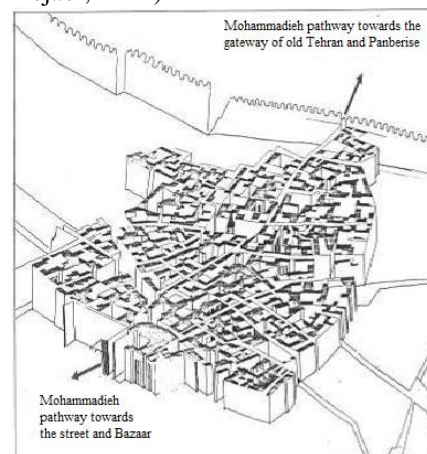 Mohammadieh pathway towards the
gateway of old Tehran and Panberise
Mohammadieh
pathway towards
the street and Bazaar